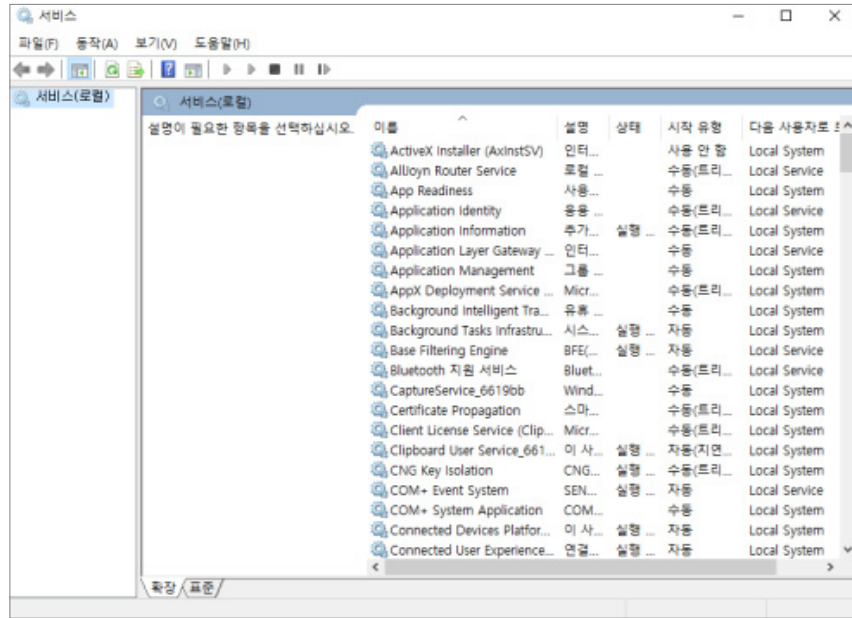 서비스
파일(F) 동작(A) 보기(V) 도움말(H)
서비스(로컬)
서비스(로컬)
설명이 필요한 항목을 선택하십시오.
이름 설명 상태 시작 유형 다음 사용자로
ActiveX Installer (AxInstSV) 인터... 사용 안 함 Local System
AllJoyn Router Service 로컬 ... 수동(트리... Local Service
App Readiness 사용... 수동 Local System
Application Identity 응용 ... 수동(트리... Local Service
Application Information 추가... 실행 ... 수동(트리... Local System
Application Layer Gateway ... 인터... 수동 Local Service
Application Management 그룹 ... 수동 Local System
AppX Deployment Service ... Micr... 수동(트리... Local System
Background Intelligent Tra... 유휴 ... 수동 Local System
Background Tasks Infrastru... 시스... 실행 ... 자동 Local System
Base Filtering Engine BFE(... 실행 ... 자동 Local Service
Bluetooth 지원 서비스 Bluet... 수동(트리... Local Service
CaptureService_6619bb Wind... 수동 Local System
Certificate Propagation 스마... 수동(트리... Local System
Client License Service (Clip... Micr... 수동(트리... Local System
Clipboard User Service_661... 이 사... 실행 ... 자동(지연... Local System
CNG Key Isolation CNG... 실행 ... 수동(트리... Local System
COM+ Event System SEN... 실행 ... 자동 Local Service
COM+ System Application COM... 수동 Local System
Connected Devices Platfor... 이 사... 실행 ... 자동 Local System
Connected User Experience... 연결... 실행 ... 자동 Local System
확장 표준